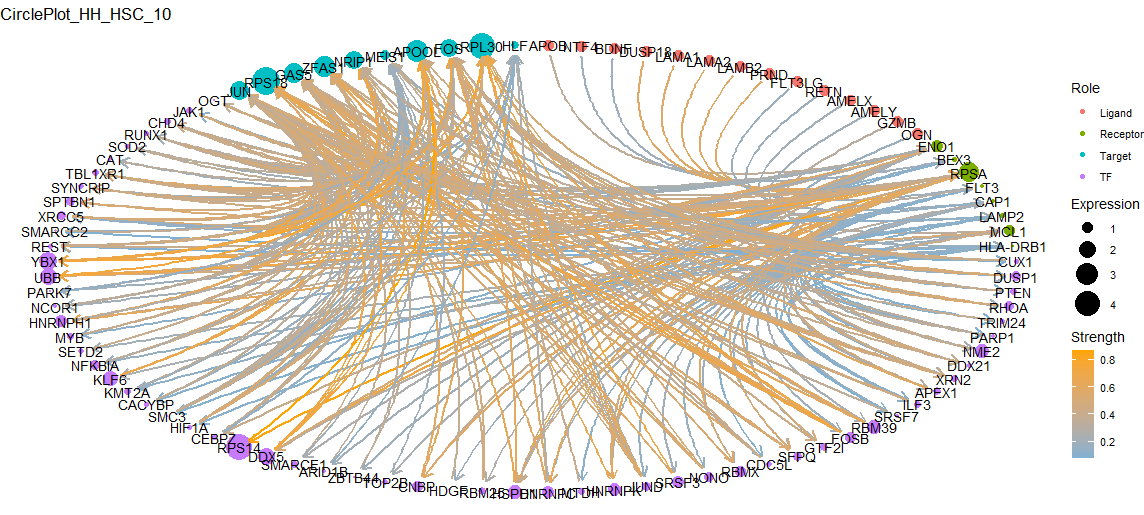 CirclePlot_HH_HSC_10
HLF
APOB
NTF4
BDNF
DUSP18
LAMA1
LAMA2
LAMB2
PRND
FLT3LG
RETN
AMELX
AMELY
GZMB
OGN
ENO1
BEX3
RPSA
FLT3
CAP1
LAMP2
MCL1
HLA-DRB1
CUX1
DUSP1
PTEN
RHOA
TRIM24
PARP1
NME2
DDX21
XRN2
APEX1
ILF3
SRSF7
RBM39
FOSB
GTF2I
SFPQ
CDC5L
RBMX
NONO
SRSF3
JUND
HNRNPK
HNRNPC
RBM25
HDGF
CNBP
TOP2B
ZBTB44
ARID1B
SMARCE1
DDX5
RPS14
CEBPZ
HIF1A
SMC3
CACYBP
KMT2A
KLF6
NFKBIA
SETD2
MYB
HNRNPH1
NCOR1
PARK7
UBB
YBX1
REST
SMARCC2
XRCC5
SPTBN1
SYNCRIP
TBL1XR1
CAT
SOD2
RUNX1
CHD4
JAK1
OGT
JUN
RPS18
GAS5
ZFAS1
NRIP1
MEIS1
APOOL
FOS
RPL30
Role
Ligand
Receptor
Target
TF
Expression
1
2
3
4
Strength
0.8
0.6
0.4
0.2